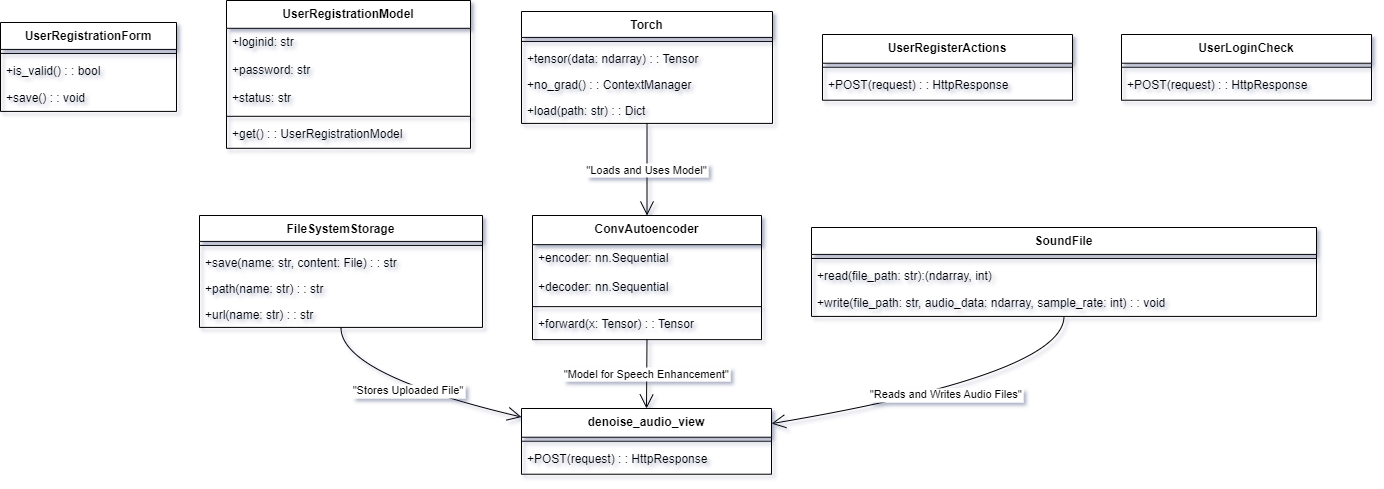 UserRegistrationForm
+is_valid() : : bool
+save() : : void
UserRegistrationModel
+loginid: str
+password: str
+status: str
+get() : : UserRegistrationModel
Torch
+tensor(data: ndarray) : : Tensor
+no_grad() : : ContextManager
+load(path: str) : : Dict
UserRegisterActions
+POST(request) : : HttpResponse
UserLoginCheck
+POST(request) : : HttpResponse
"Loads and Uses Model"
FileSystemStorage
+save(name: str, content: File) : : str
+path(name: str) : : str
+url(name: str) : : str
ConvAutoencoder
+encoder: nn.Sequential
+decoder: nn.Sequential
+forward(x: Tensor) : : Tensor
SoundFile
+read(file_path: str):(ndarray, int)
+write(file_path: str, audio_data: ndarray, sample_rate: int) : : void
"Stores Uploaded File"
"Model for Speech Enhancement"
"Reads and Writes Audio Files"
denoise_audio_view
+POST(request) : : HttpResponse